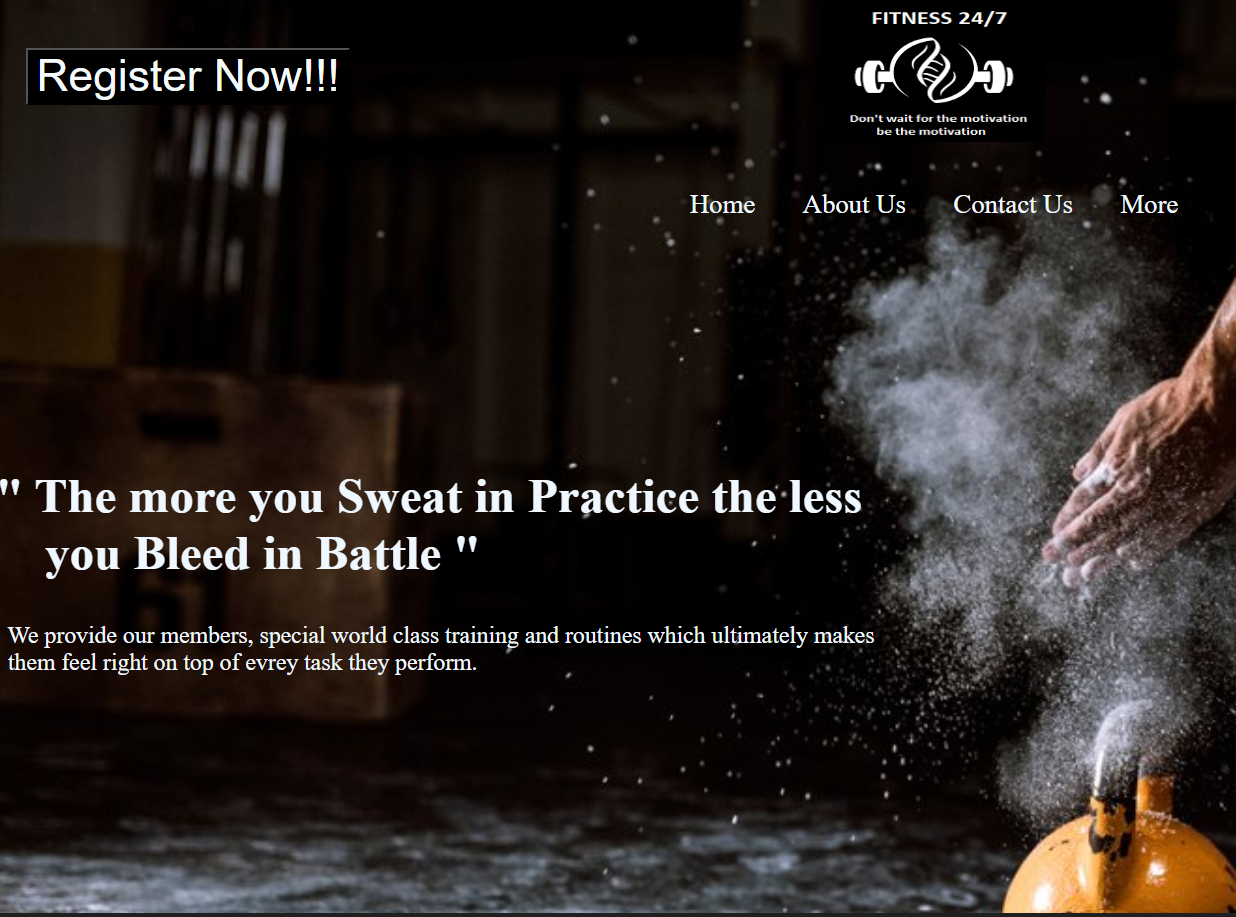 FITNESS 24/7
Register Now!!!
Don't wait for the motivation
be the motivation
Home About Us Contact Us More
" The more you Sweat in Practice the less
you Bleed in Battle "
We provide our members, special world class training and routines which ultimately makes
them feel right on top of evrey task they perform.